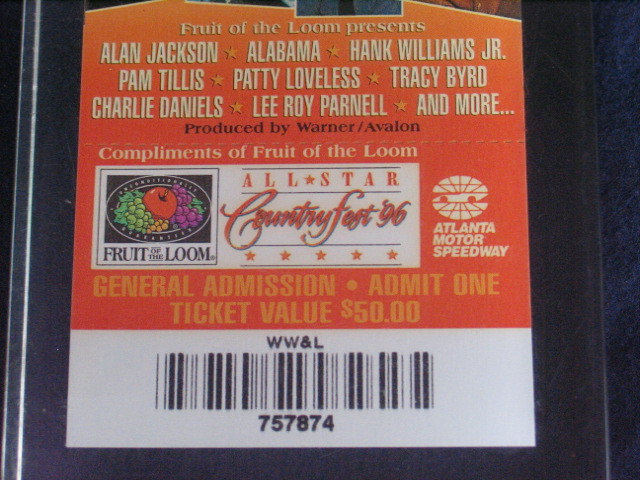 Fruit of the Loom presents
ALAN JACKSON ★ ALABAMA ★ HANK WILLIAMS JR.
PAM TILLIS ★ PATTY LOVELESS ★ TRACY BYRD
CHARLIE DANIELS ★ LEE ROY PARNELL ★ AND MORE...
Produced by Warner/Avalon
Compliments of Fruit of the Loom
UNCONDITIONALLY
GUARANTEED
FRUIT OF THE LOOM®
ALL★STAR
CountryFest '96
ATLANTA
MOTOR
SPEEDWAY
GENERAL ADMISSION • ADMIT ONE
TICKET VALUE $50.00
WW&L
757874